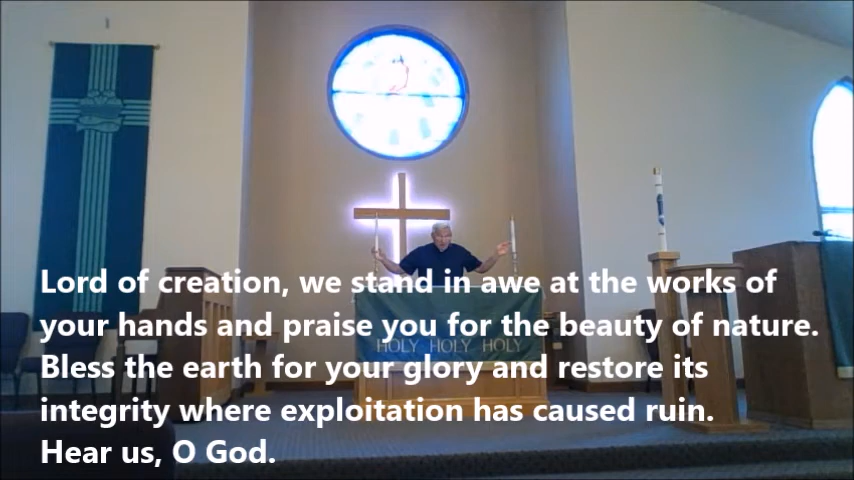 Lord of creation, we stand in awe at the works of
your hands and praise you for the beauty of nature.
HOLY HOLY HOLY
Bless the earth for your glory and restore its
integrity where exploitation has caused ruin.
Hear us, O God.